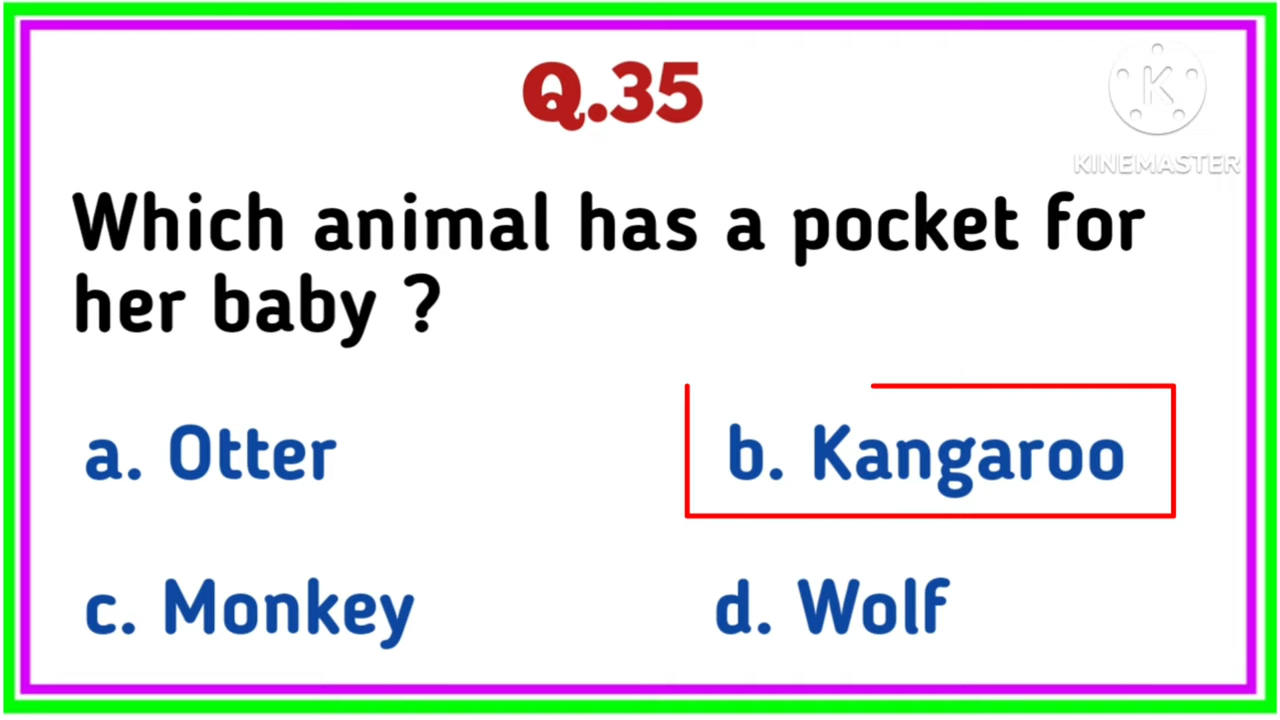 Q.35
K
KINEMASTER
Which animal has a pocket for
her baby ?
a. Otter
b. Kangaroo
c. Monkey
d. Wolf